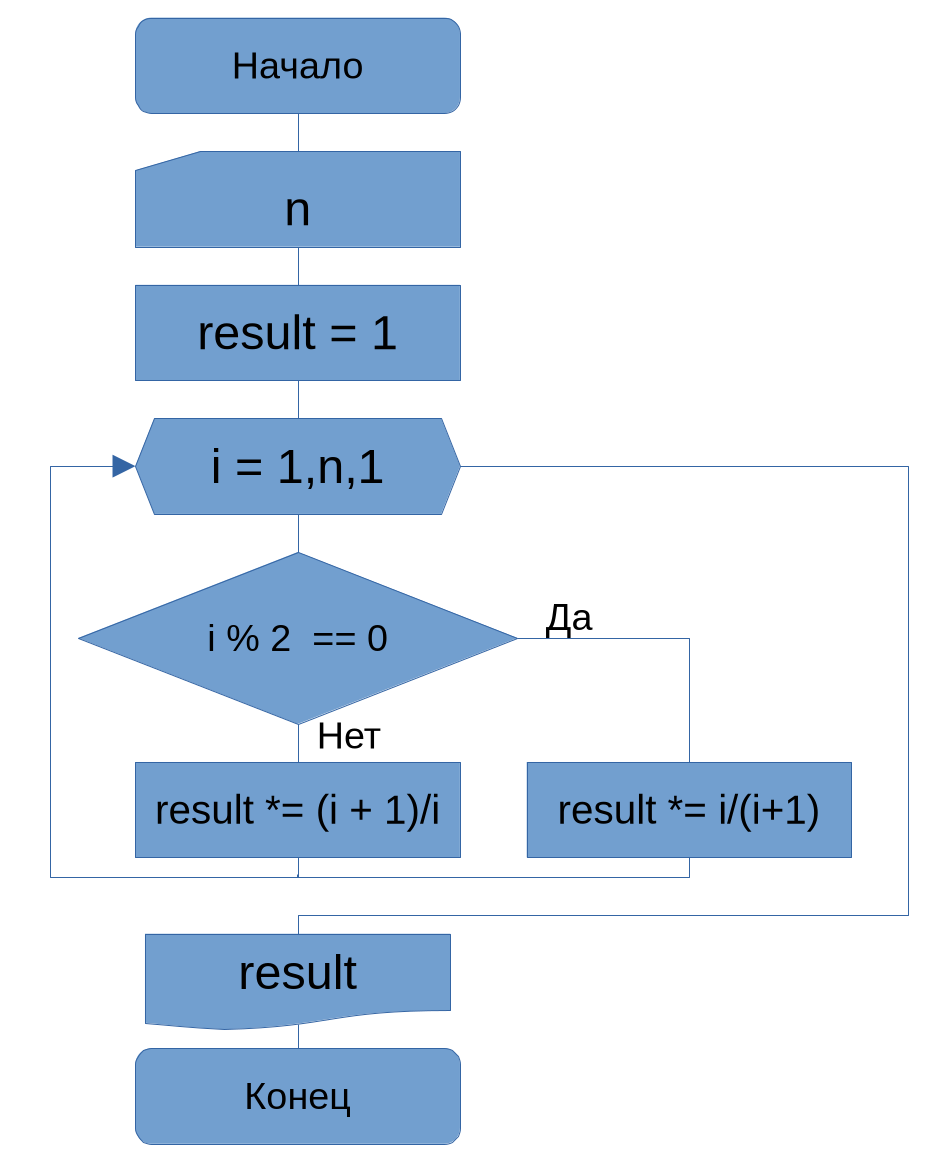 Начало
n
result = 1
i = 1,n,1
i % 2  == 0
Да
Нет
result *= (i + 1)/i
result *= i/(i+1)
result
Конец